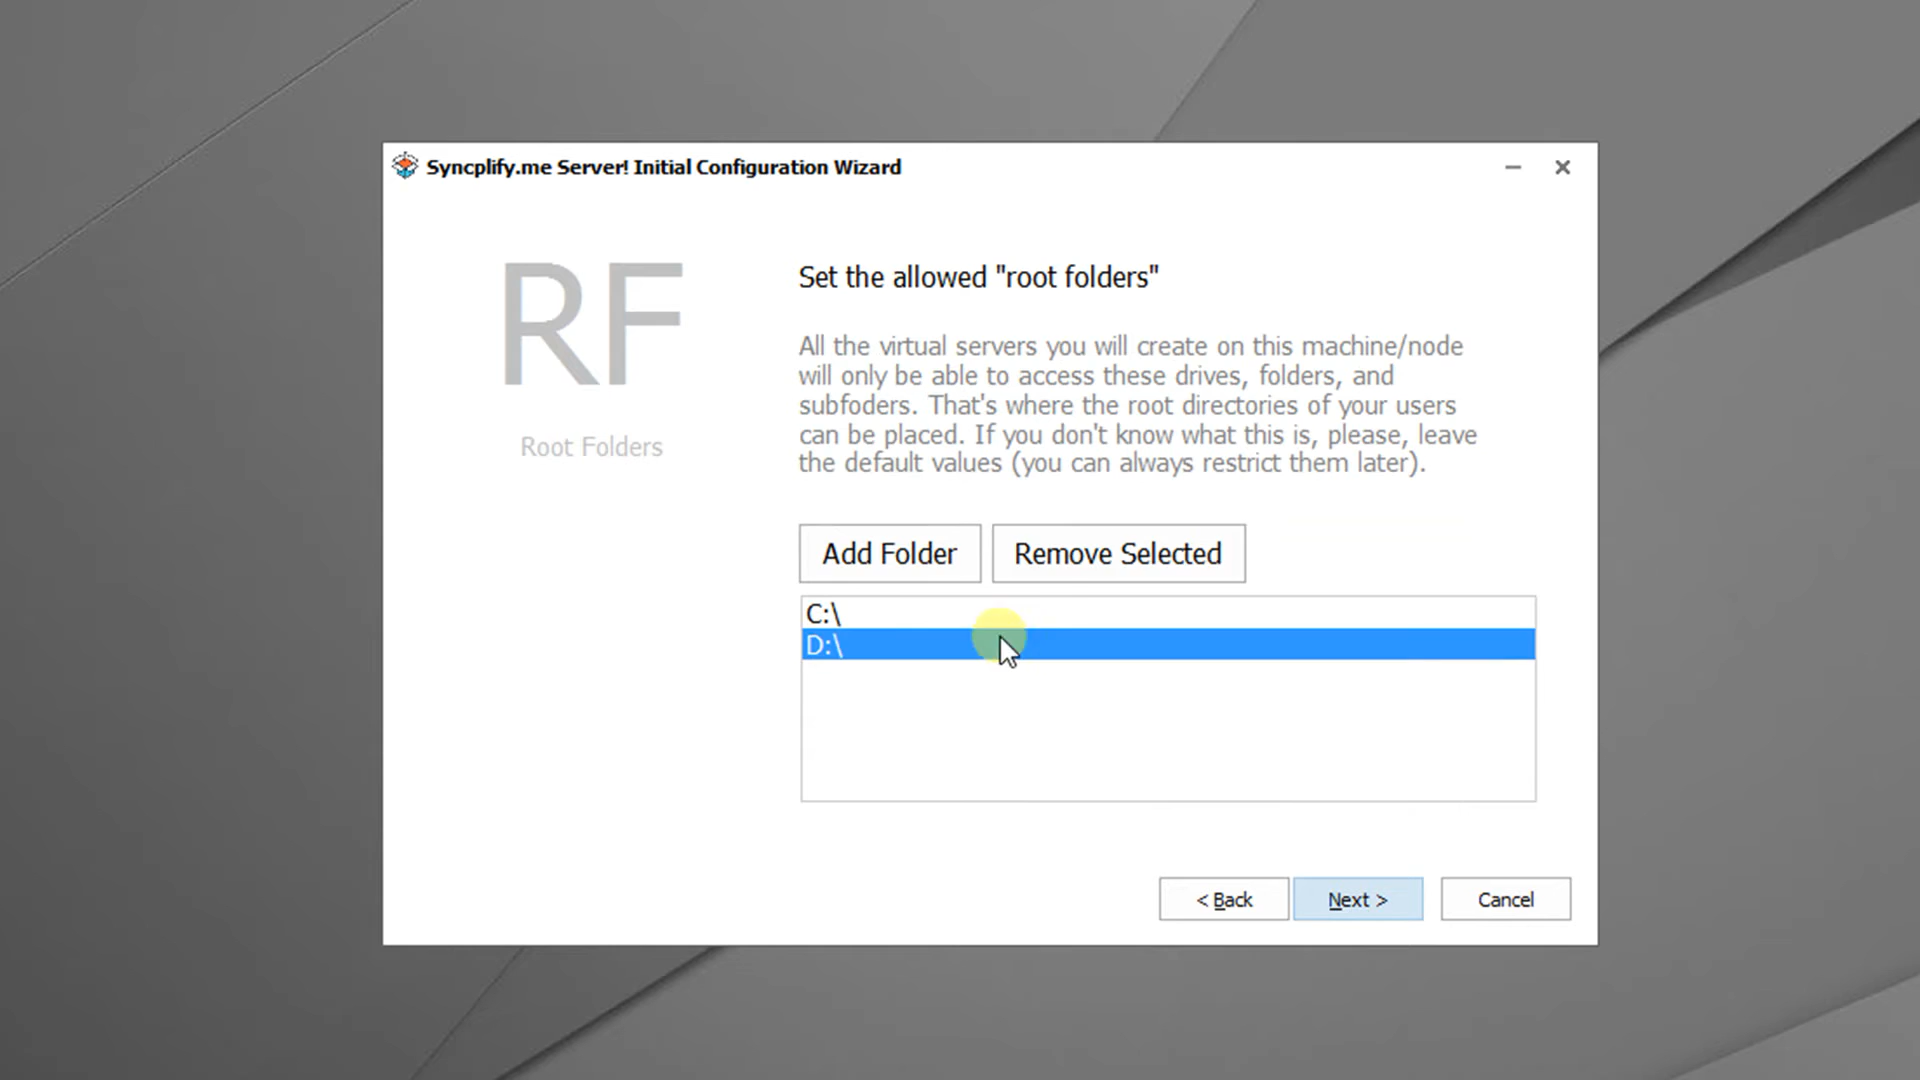 Syncplify.me Server! Initial Configuration Wizard
RF
Root Folders
Set the allowed "root folders"
All the virtual servers you will create on this machine/node
will only be able to access these drives, folders, and
subfoders. That's where the root directories of your users
can be placed. If you don't know what this is, please, leave
the default values (you can always restrict them later).
Add Folder Remove Selected
C:\
D:\
< Back Next > Cancel